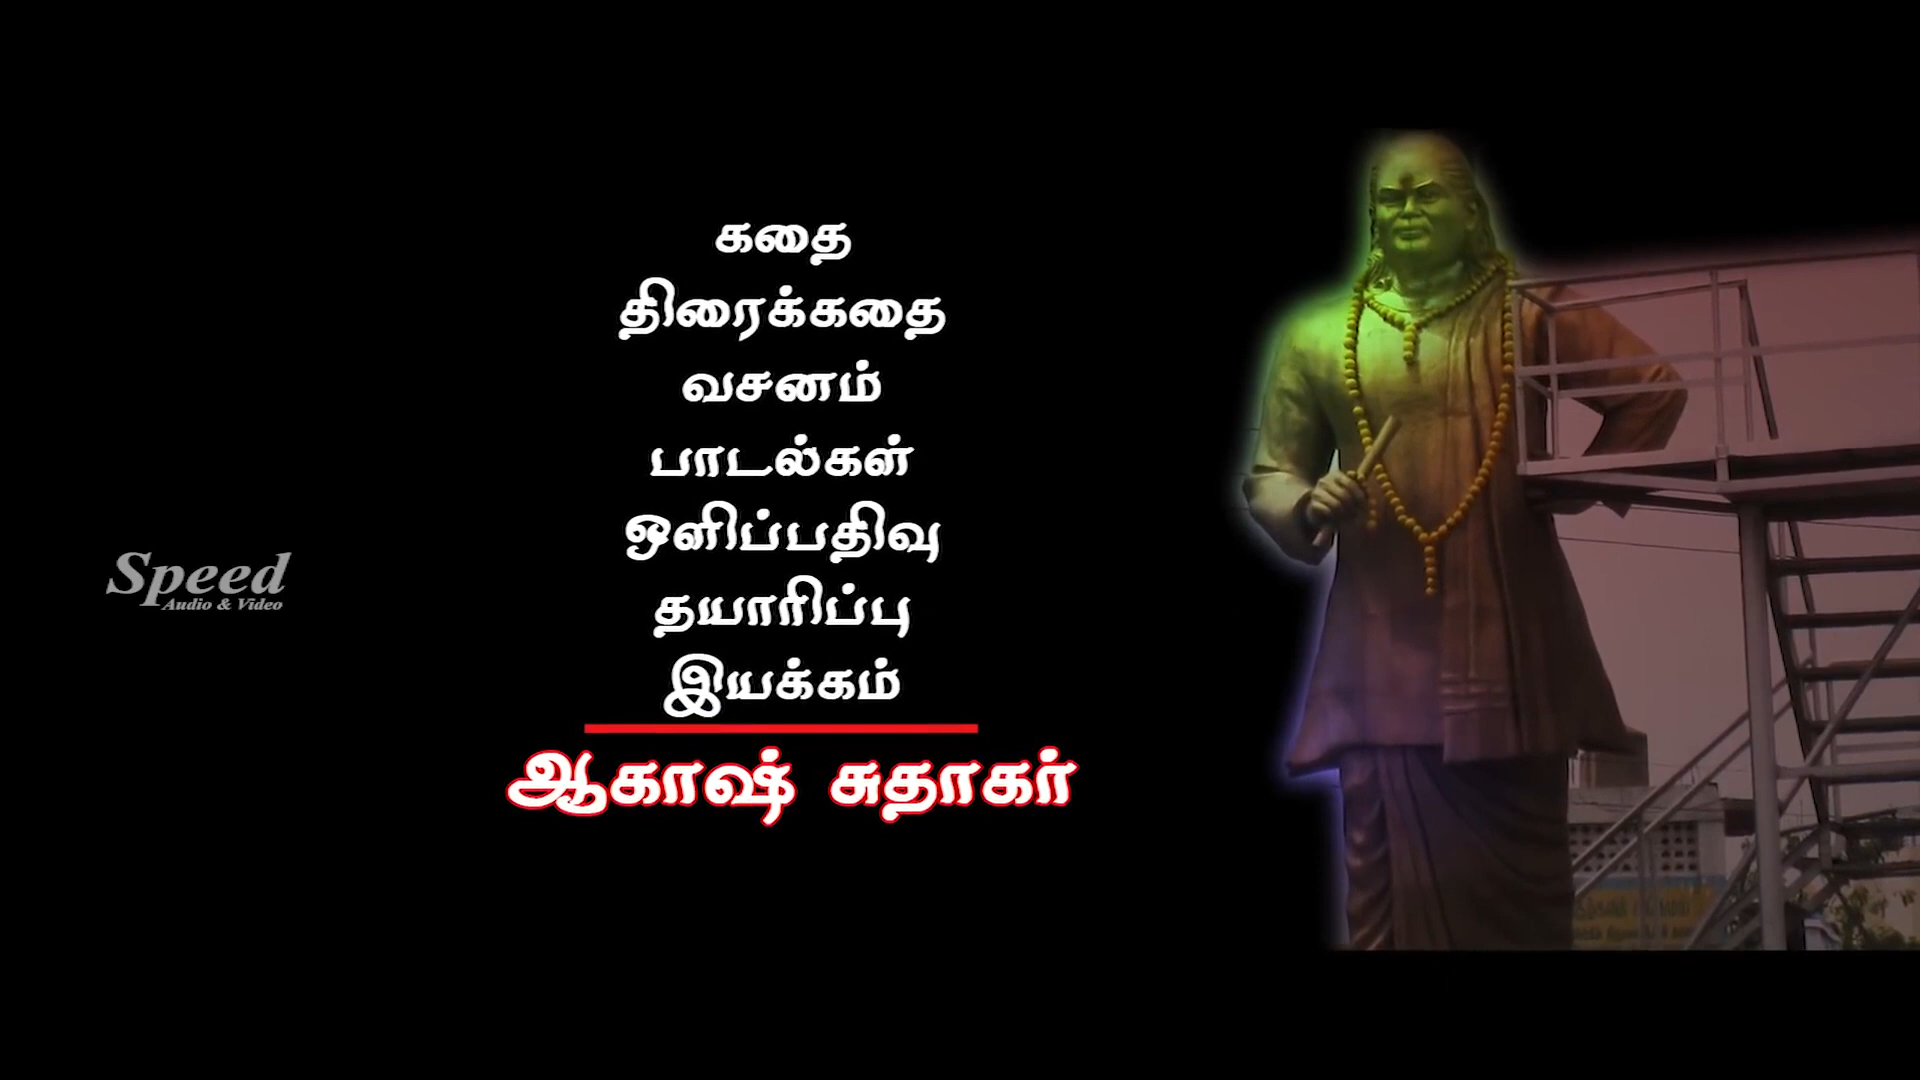 கதை
திரைக்கதை
வசனம்
பாடல்கள்
ஒளிப்பதிவு
தயாரிப்பு
இயக்கம்
ஆகாஷ் சுதாகர்
Speed
Audio & Video